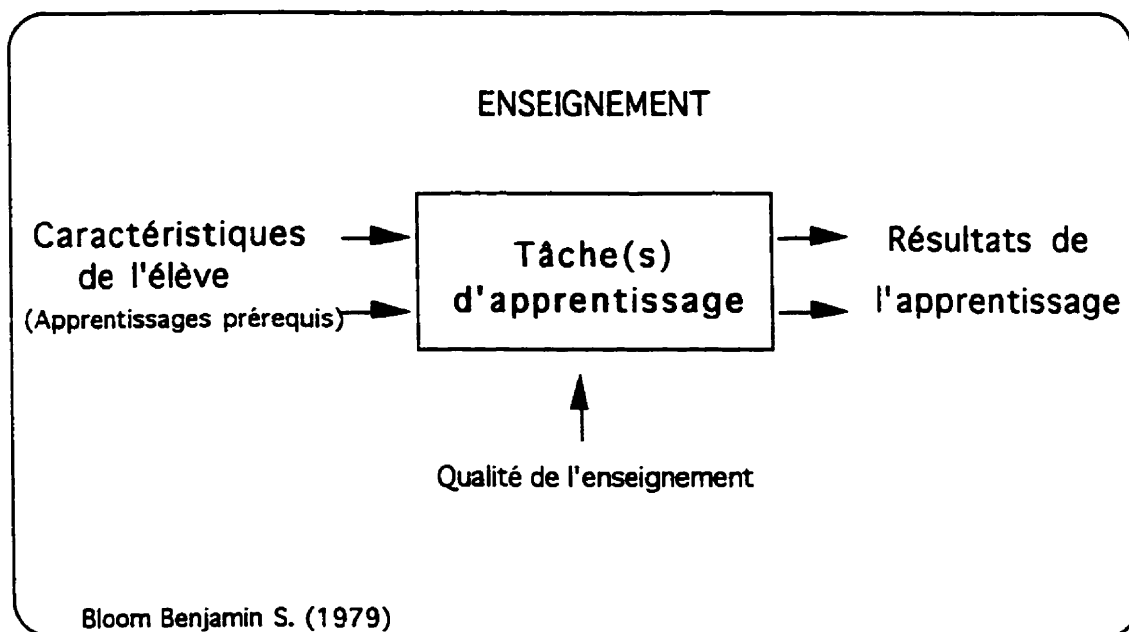 ENSEIGNEMENT
Caractéristiques
de l'élève
(Apprentissages prérequis)
Tâche(s)
d'apprentissage
Résultats de
l'apprentissage
Qualité de l'enseignement
Bloom Benjamin S. (1979)